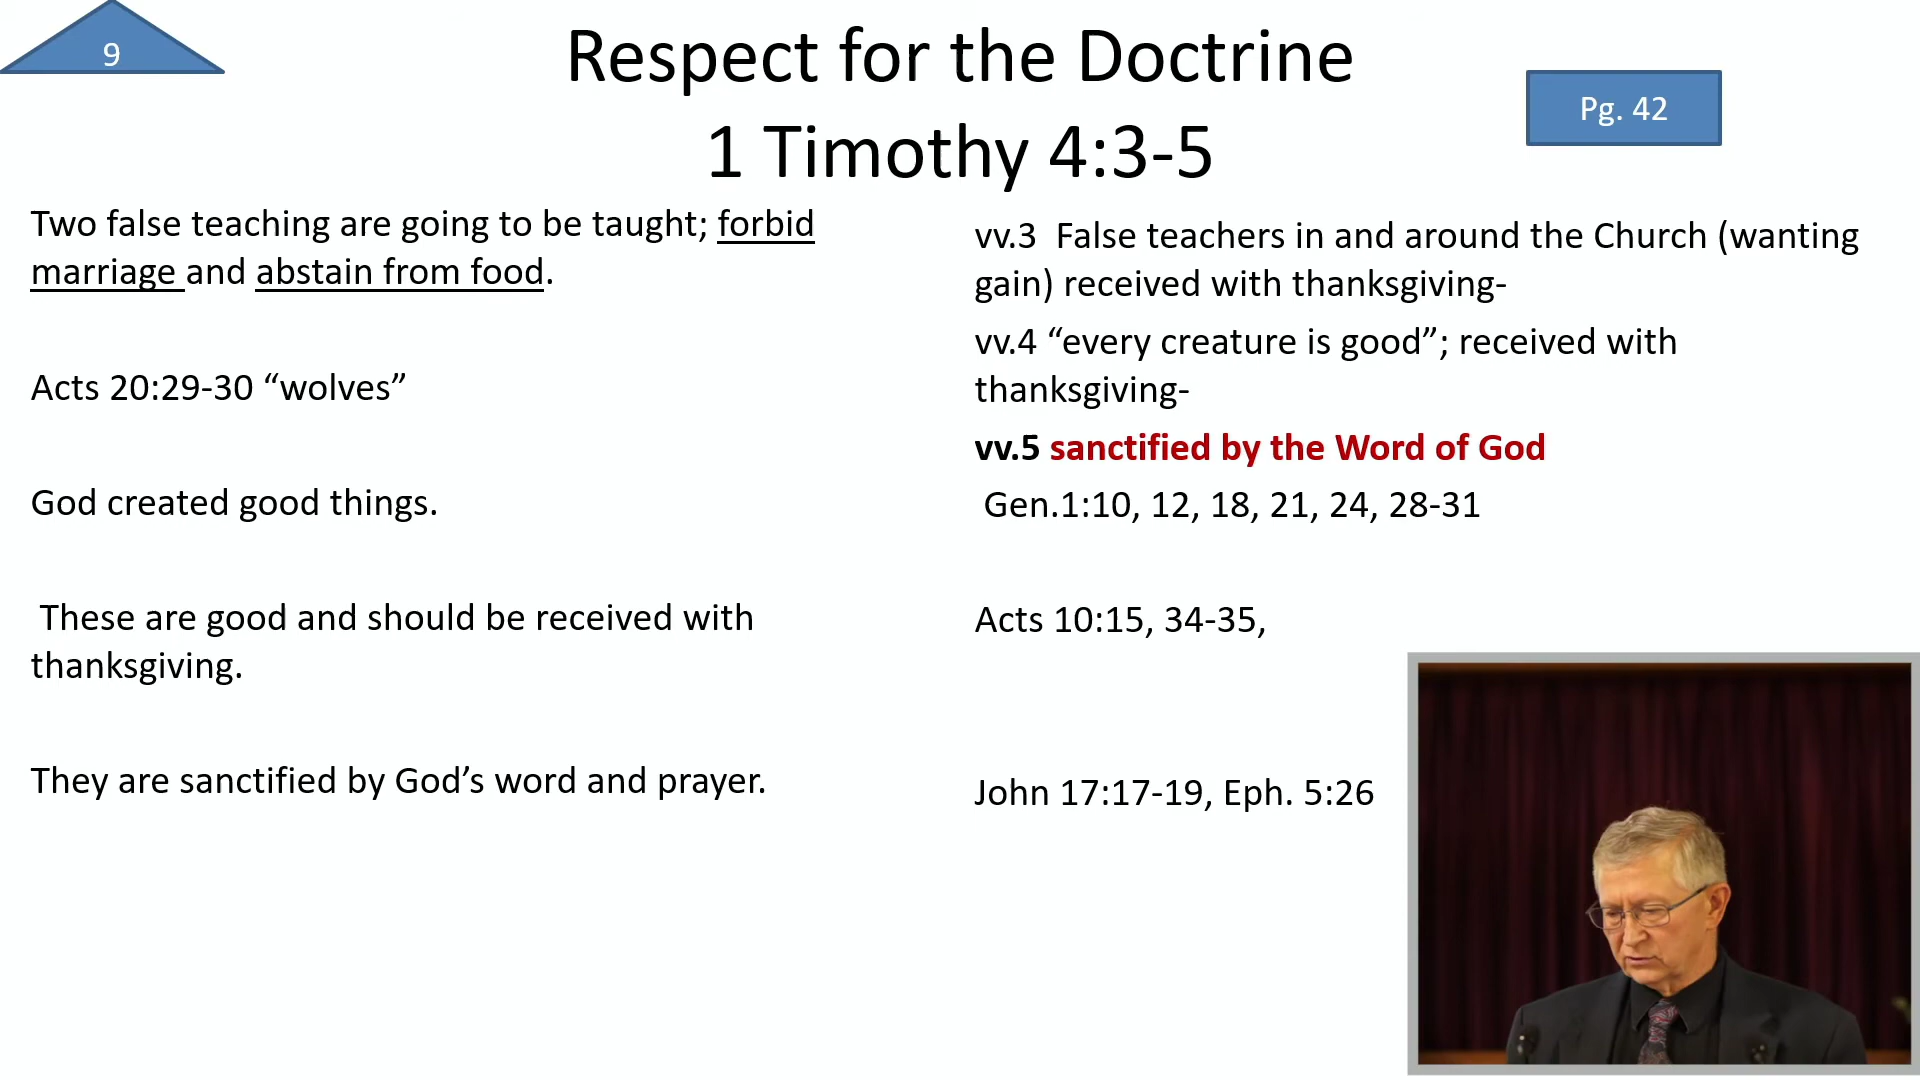 9
Respect for the Doctrine
1 Timothy 4:3-5
Pg. 42
Two false teaching are going to be taught; forbid
marriage and abstain from food.
Acts 20:29-30 “wolves”
God created good things.
These are good and should be received with
thanksgiving.
They are sanctified by God’s word and prayer.
vv.3  False teachers in and around the Church (wanting
gain) received with thanksgiving-
vv.4 “every creature is good”; received with
thanksgiving-
vv.5 sanctified by the Word of God
Gen.1:10, 12, 18, 21, 24, 28-31
Acts 10:15, 34-35,
John 17:17-19, Eph. 5:26